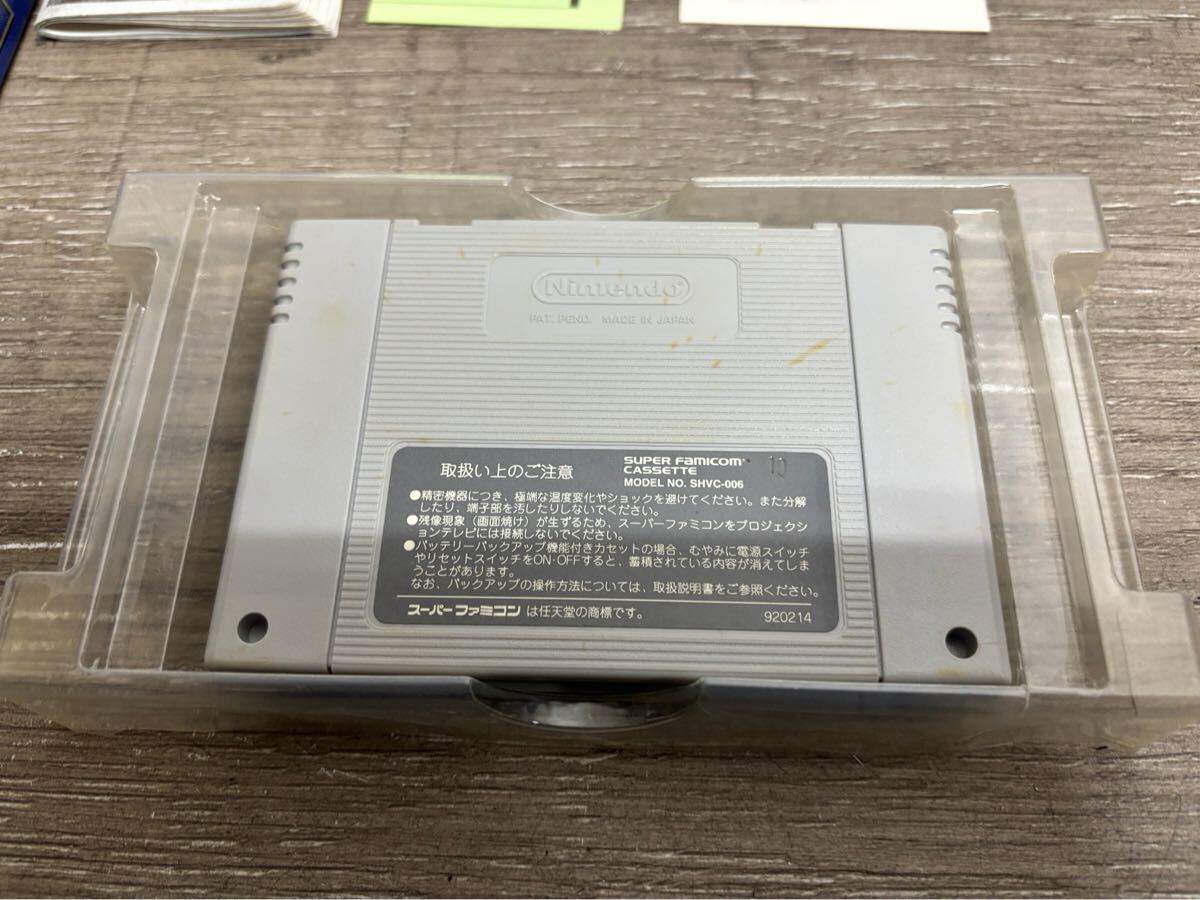 Nintendo
PAT. PEND. MADE IN JAPAN
取扱い上のご注意
SUPER FAMICOM™
CASSETTE
MODEL NO. SHVC-006
10
●精密機器につき、極端な温度変化やショックを避けてください。また分解
したり、端子部を汚したりしないでください。
●残像現象(画面焼け)が生ずるため、スーパーファミコンをプロジェクシ
ョンテレビには接続しないでください。
●バッテリーバックアップ機能付きカセットの場合、むやみに電源スイッチ
やリセットスイッチをON·OFFすると、蓄積されている内容が消えてしま
うことがあります。
なお、バックアップの操作方法については、取扱説明書をご参照ください。
スーパーファミコン は任天堂の商標です。
920214